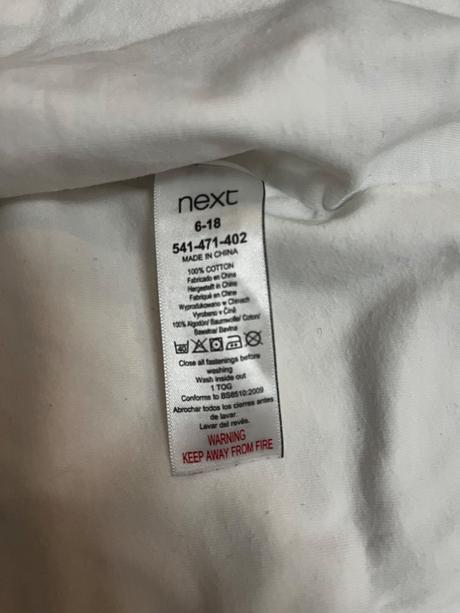 next
6-18
541-471-402
MADE IN CHINA
100% COTTON
Fabricado en China
Hergestellt in China
Fabriqué en Chine
Wyprodukowano w Chinach
Vyrobeno v Číně
100% Algodón/ Baumwolle/ Coton/
Bawełna/ Bavlna
40
Close all fastenings before
washing
Wash inside out
1 TOG
Conforms to BS8510:2009
Abrochar todos los cierres antes
de lavar.
Lavar del revés.
WARNING
KEEP AWAY FROM FIRE